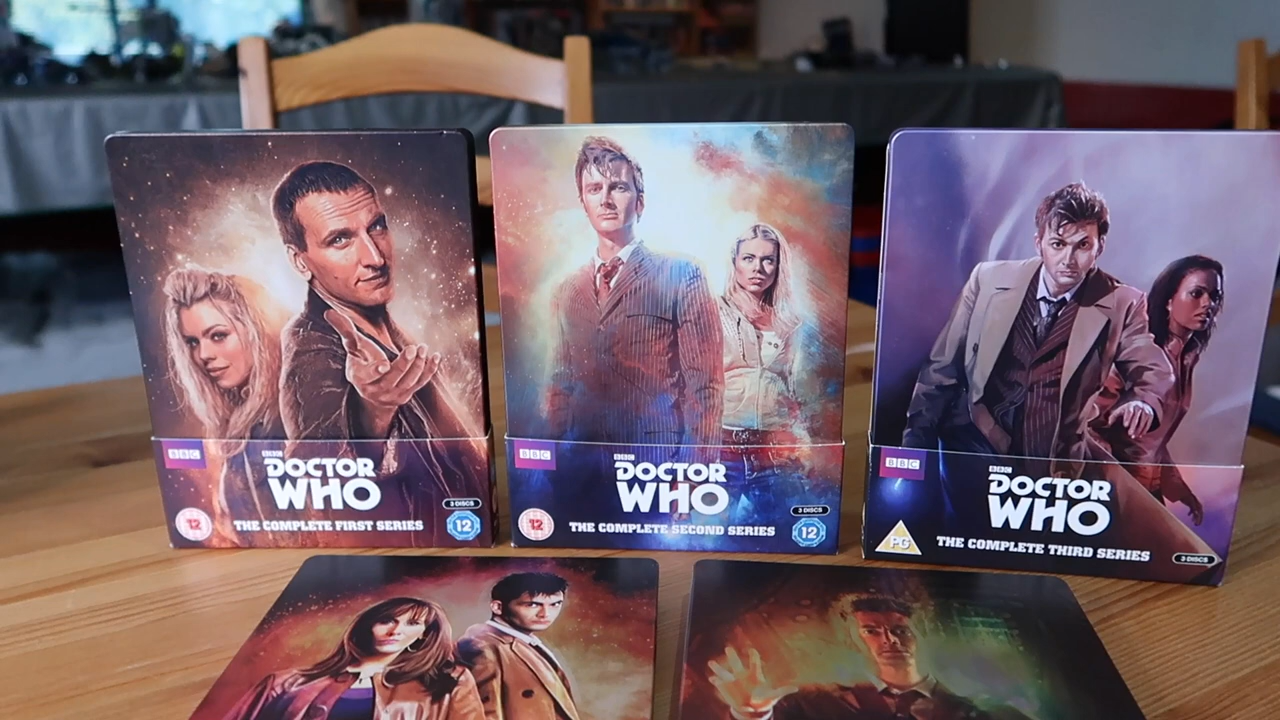 BBC
BBC
DOCTOR
WHO
3 DISCS
12
THE COMPLETE FIRST SERIES
12
BBC
BBC
DOCTOR
WHO
3 DISCS
12
THE COMPLETE SECOND SERIES
12
BBC
BBC
DOCTOR
WHO
PG
THE COMPLETE THIRD SERIES
3 DISCS